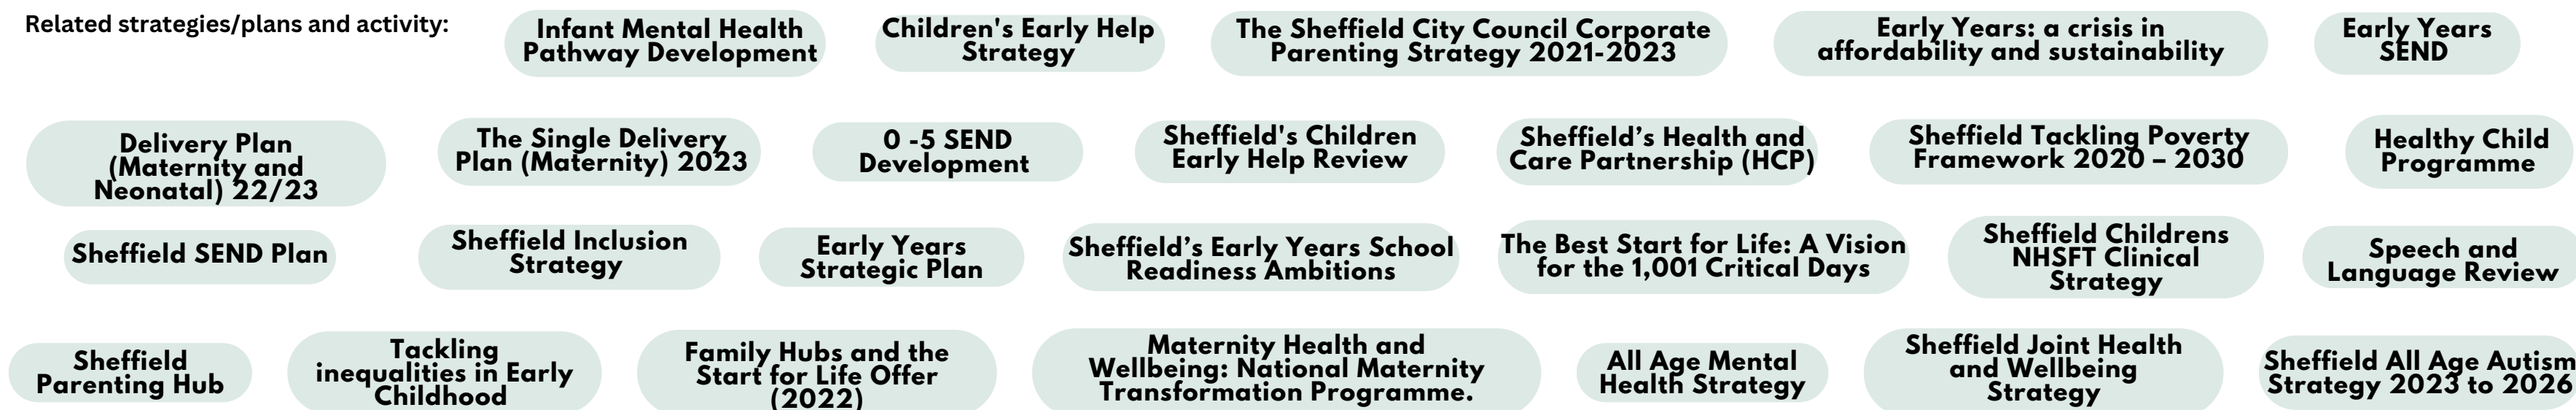 Related strategies/plans and activity:
Infant Mental Health
Pathway Development
Children's Early Help
Strategy
The Sheffield City Council Corporate
Parenting Strategy 2021-2023
Early Years: a crisis in
affordability and sustainability
Early Years
SEND
Delivery Plan
(Maternity and
Neonatal) 22/23
The Single Delivery
Plan (Maternity) 2023
0 -5 SEND
Development
Sheffield's Children
Early Help Review
Sheffield’s Health and
Care Partnership (HCP)
Sheffield Tackling Poverty
Framework 2020 – 2030
Healthy Child
Programme
Sheffield SEND Plan
Sheffield Inclusion
Strategy
Early Years
Strategic Plan
Sheffield’s Early Years School
Readiness Ambitions
The Best Start for Life: A Vision
for the 1,001 Critical Days
Sheffield Childrens
NHSFT Clinical
Strategy
Speech and
Language Review
Sheffield
Parenting Hub
Tackling
inequalities in Early
Childhood
Family Hubs and the
Start for Life Offer
(2022)
Maternity Health and
Wellbeing: National Maternity
Transformation Programme.
All Age Mental
Health Strategy
Sheffield Joint Health
and Wellbeing
Strategy
Sheffield All Age Autism
Strategy 2023 to 2026